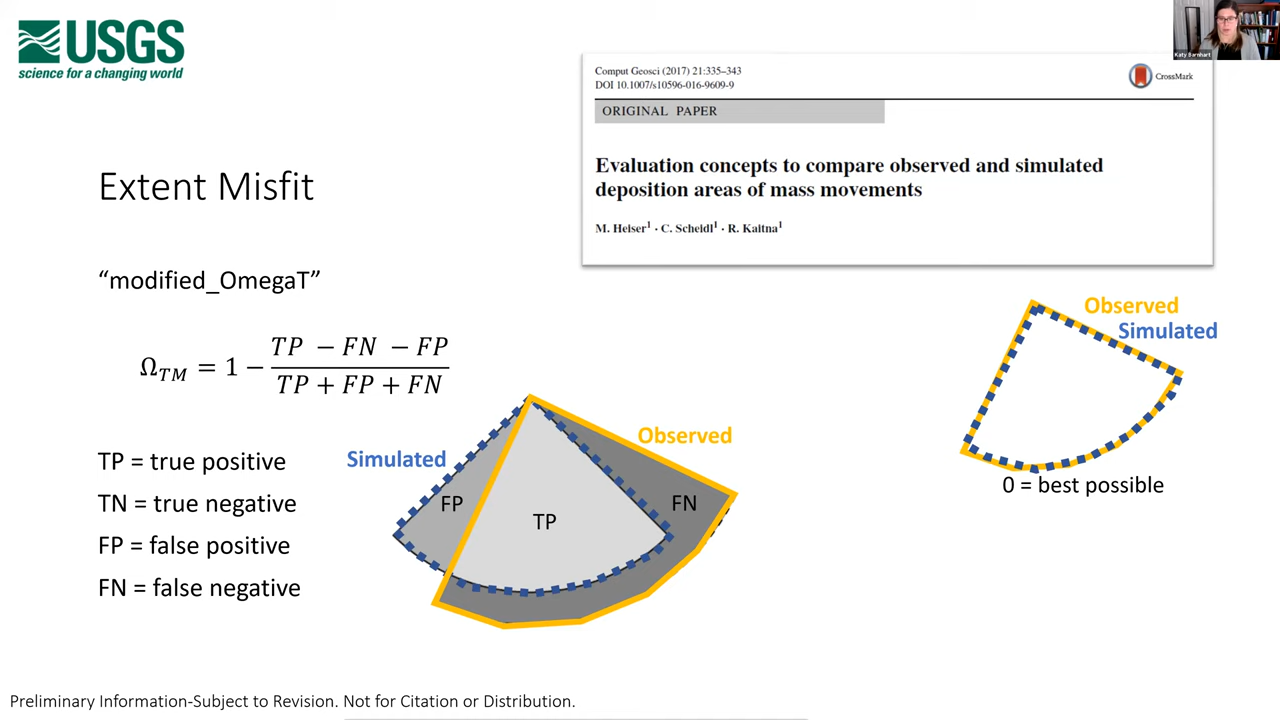 USGS
science for a changing world
Katy Barnhart
Comput Geosci (2017) 21:335–343
DOI 10.1007/s10596-016-9609-9
CrossMark
ORIGINAL PAPER
Evaluation concepts to compare observed and simulated
deposition areas of mass movements
M. Heiser¹ · C. Scheidl¹ · R. Kaitna¹
Extent Misfit
“modified_OmegaT”
Ω_TM = 1 − (TP − FN − FP) / (TP + FP + FN)
TP = true positive
TN = true negative
FP = false positive
FN = false negative
Simulated
Observed
FP
TP
FN
Observed
Simulated
0 = best possible
Preliminary Information-Subject to Revision. Not for Citation or Distribution.